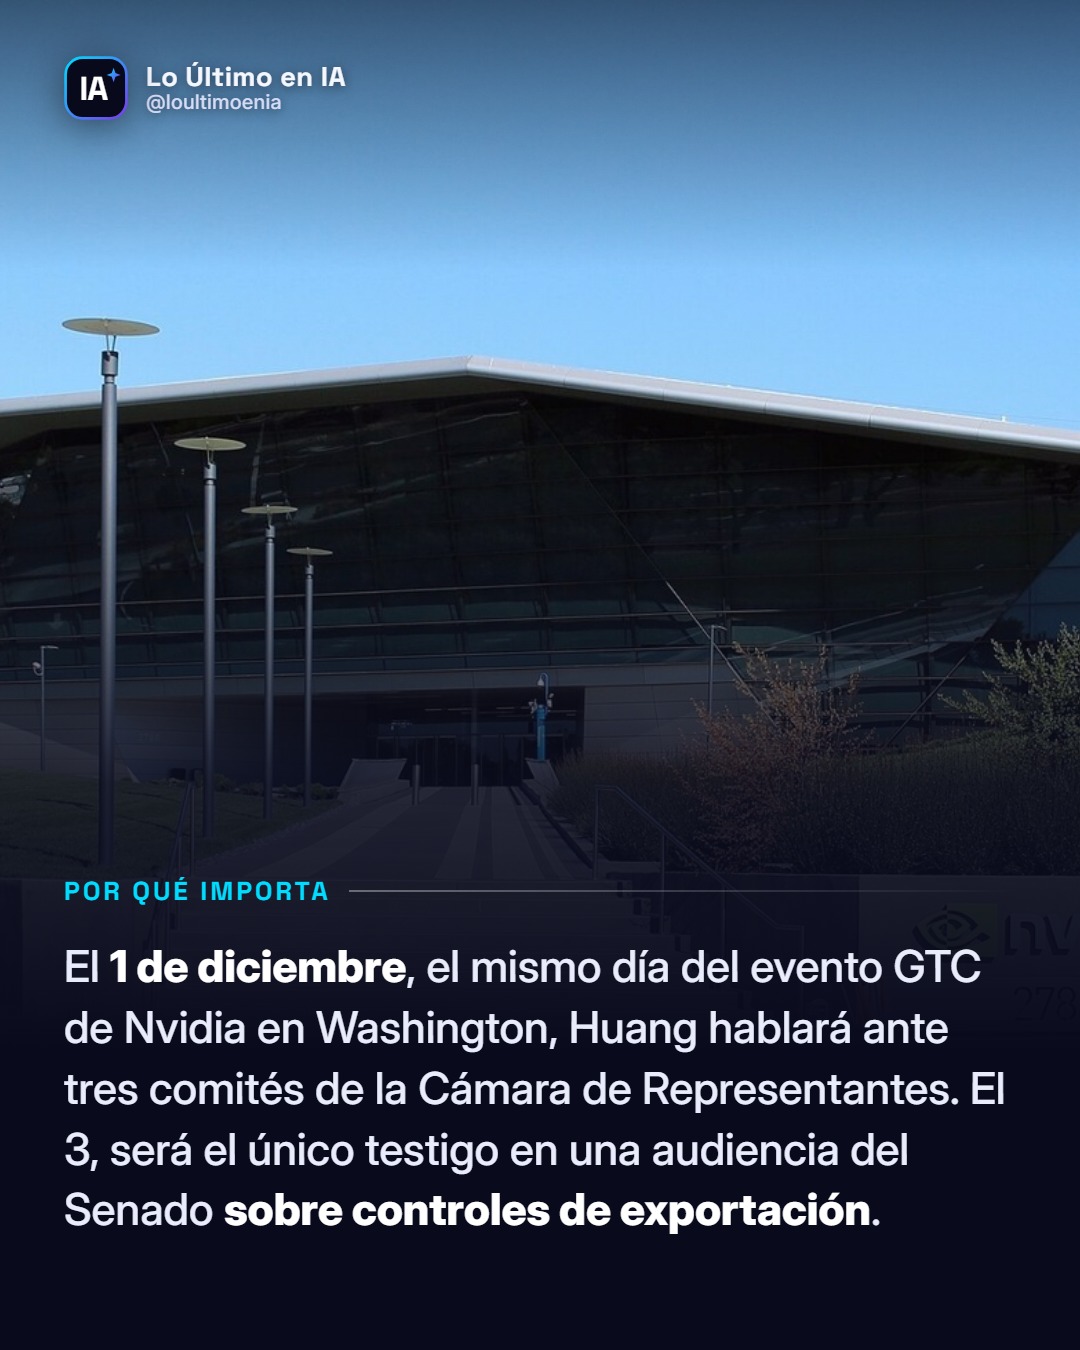 IA
Lo Último en IA
@loultimoenia
POR QUÉ IMPORTA
El 1 de diciembre, el mismo día del evento GTC
de Nvidia en Washington, Huang hablará ante
tres comités de la Cámara de Representantes. El
3, será el único testigo en una audiencia del
Senado sobre controles de exportación.
nv
278